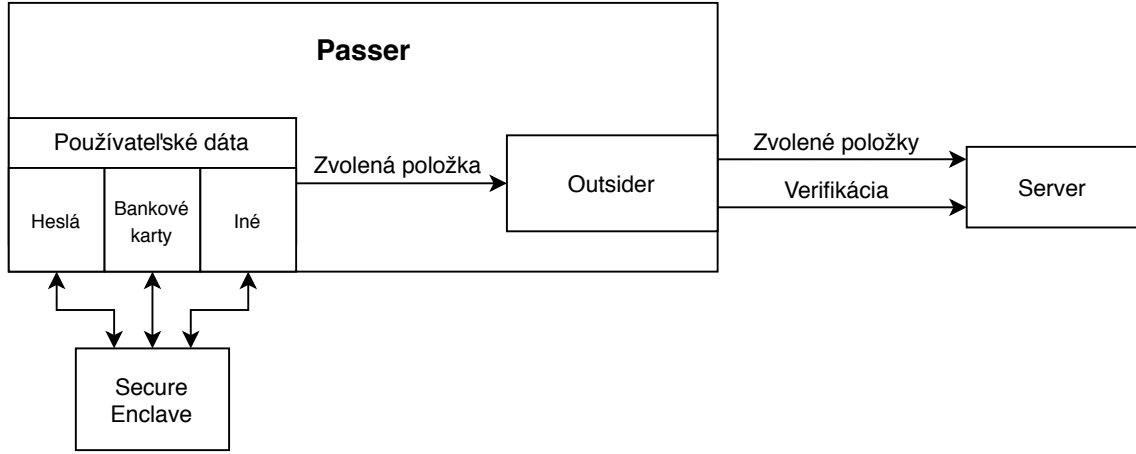 Passer
Používateľské dáta
Heslá
Bankové
karty
Iné
Zvolená položka
Outsider
Zvolené položky
Verifikácia
Server
Secure
Enclave